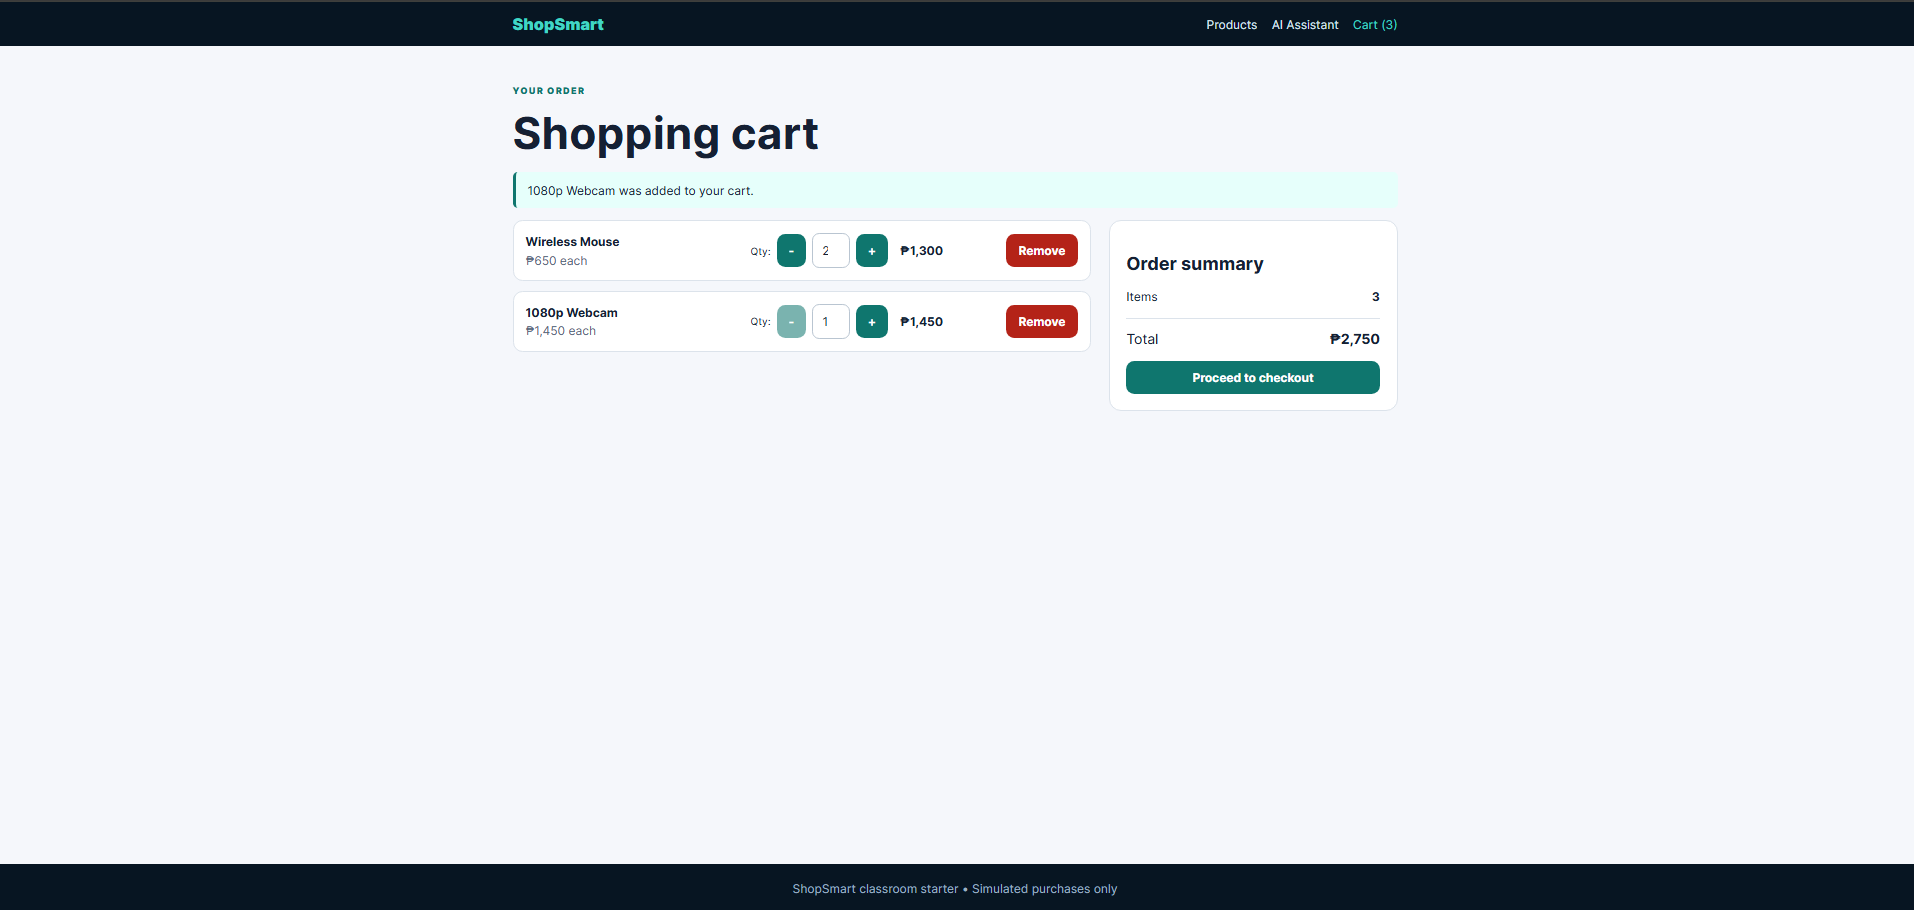 ShopSmart
Products AI Assistant Cart (3)
YOUR ORDER
Shopping cart
1080p Webcam was added to your cart.
Wireless Mouse
₱650 each
Qty: - 2 + ₱1,300 Remove
1080p Webcam
₱1,450 each
Qty: - 1 + ₱1,450 Remove
Order summary
Items 3
Total ₱2,750
Proceed to checkout
ShopSmart classroom starter • Simulated purchases only